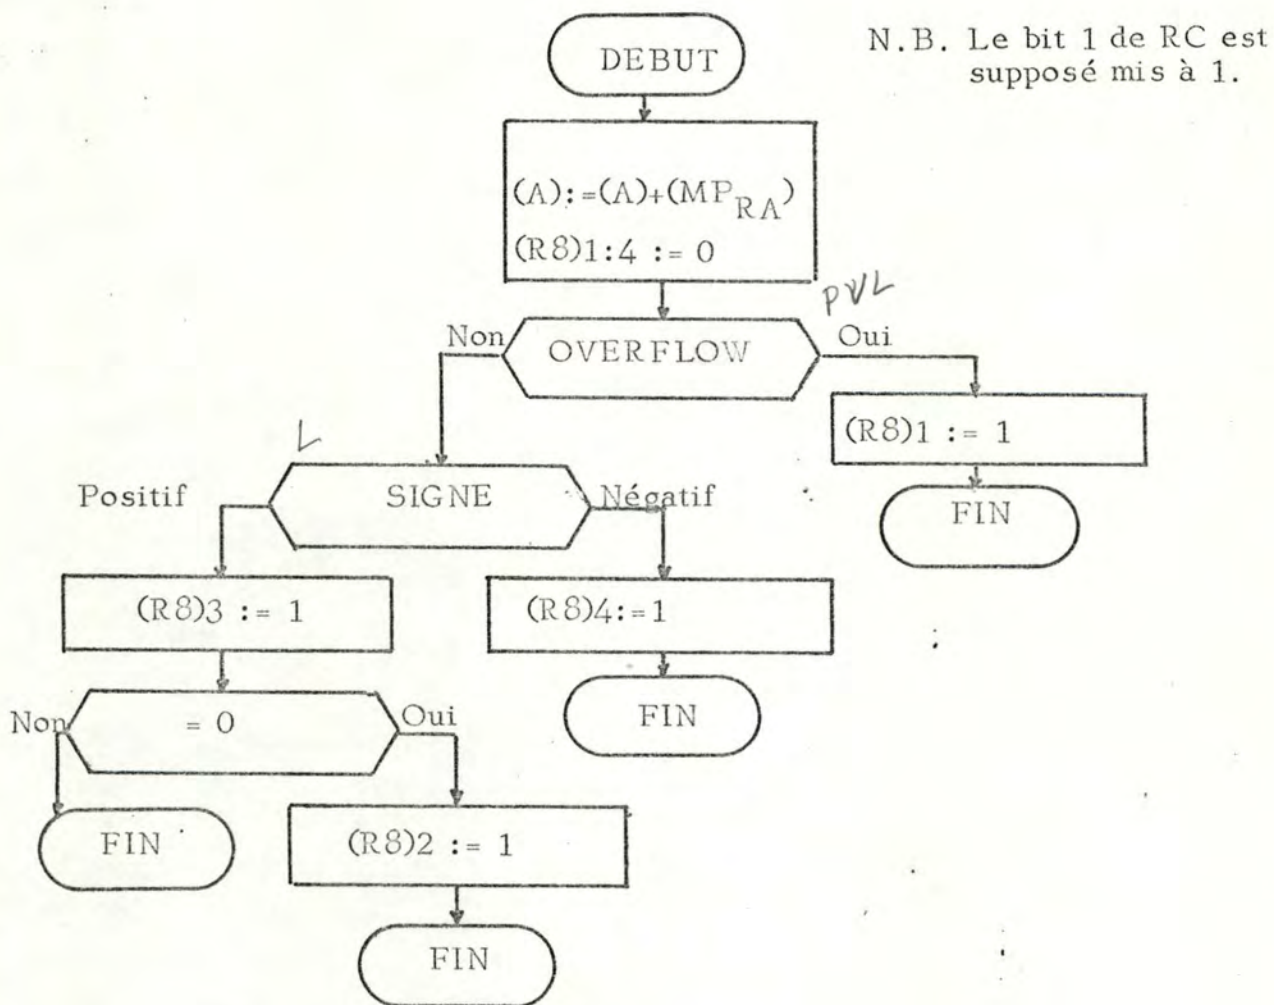 DEBUT
N.B. Le bit 1 de RC est
supposé mis à 1.
(A):=(A)+(MP_RA)
(R8)1:4 := 0
Non
OVERFLOW
Oui
(R8)1 := 1
FIN
Positif
SIGNE
Négatif
(R8)3 := 1
(R8)4:=1
FIN
Non
= 0
Oui
FIN
(R8)2 := 1
FIN